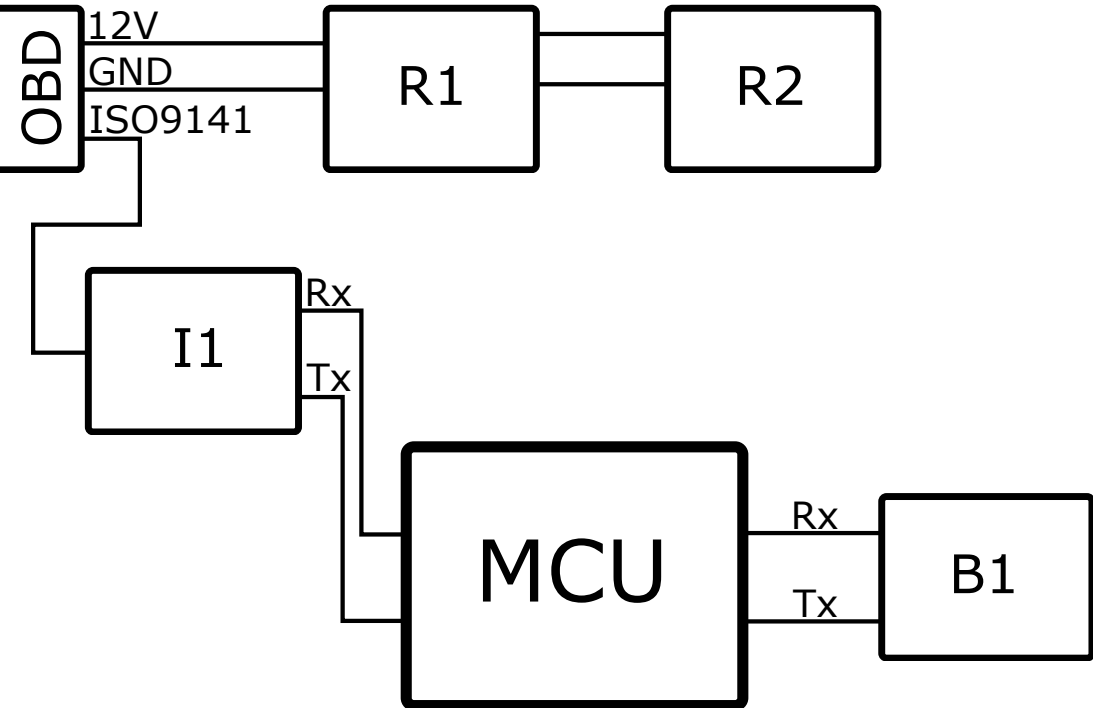 OBD
12V
GND
ISO9141
R1
R2
I1
Rx
Tx
MCU
Rx
Tx
B1